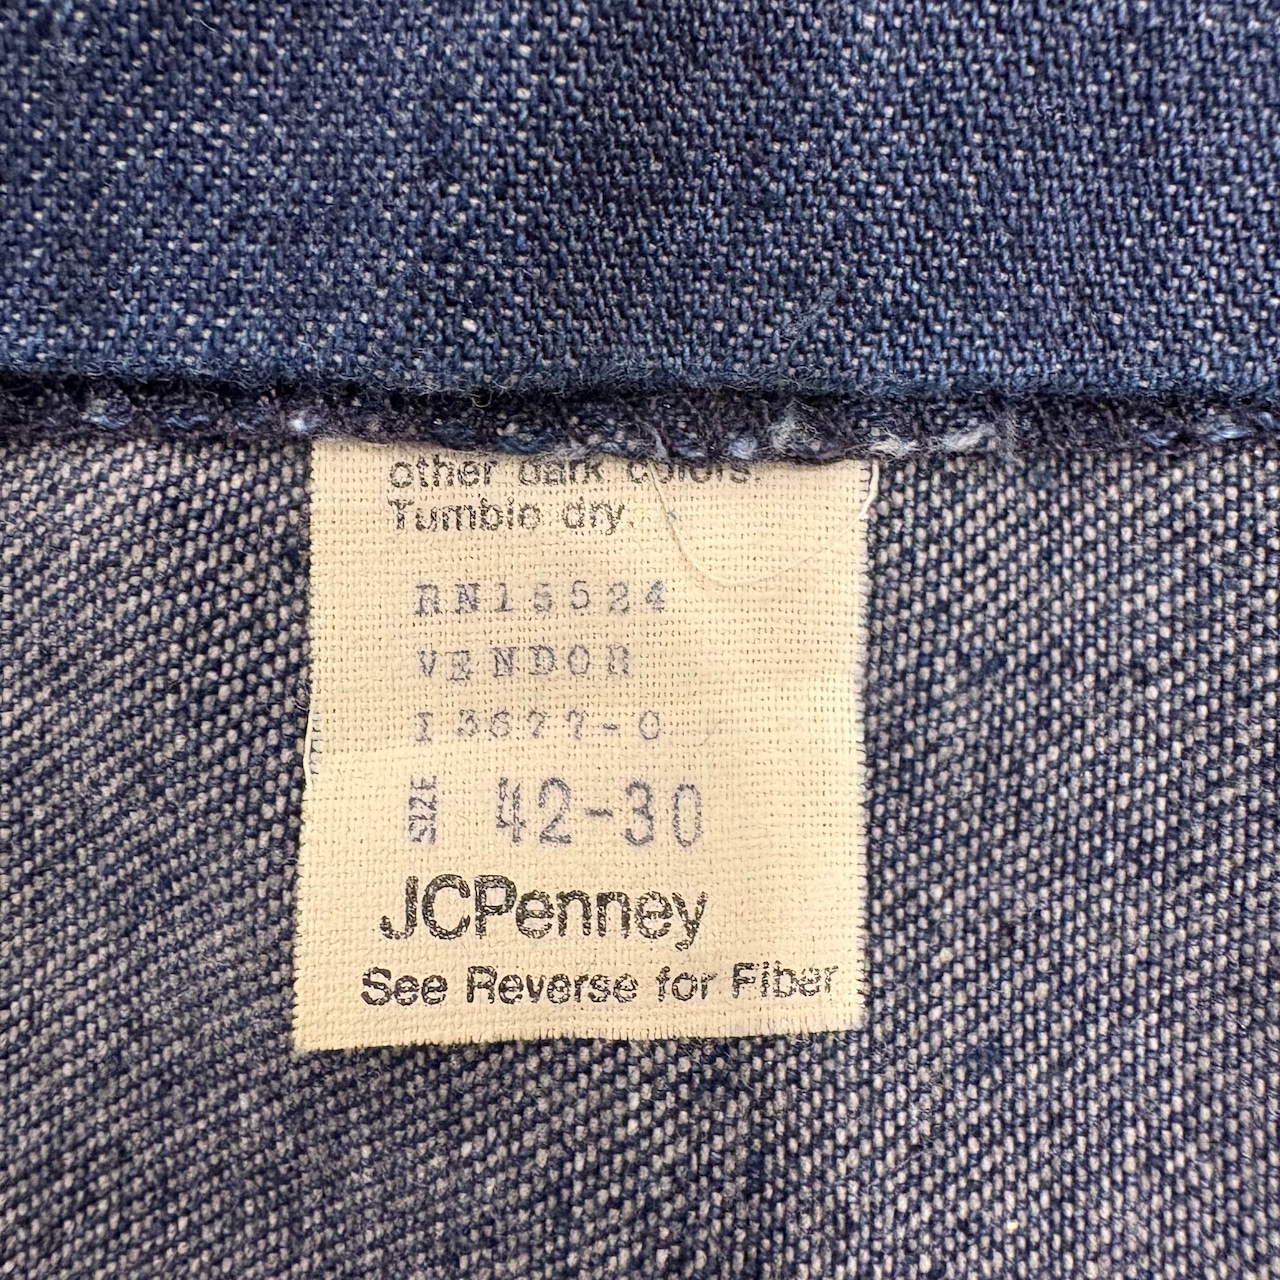 other dark colors.
Tumble dry.
RN15524
VENDOR
13677-0
SIZE 42-30
JCPenney
See Reverse for Fiber